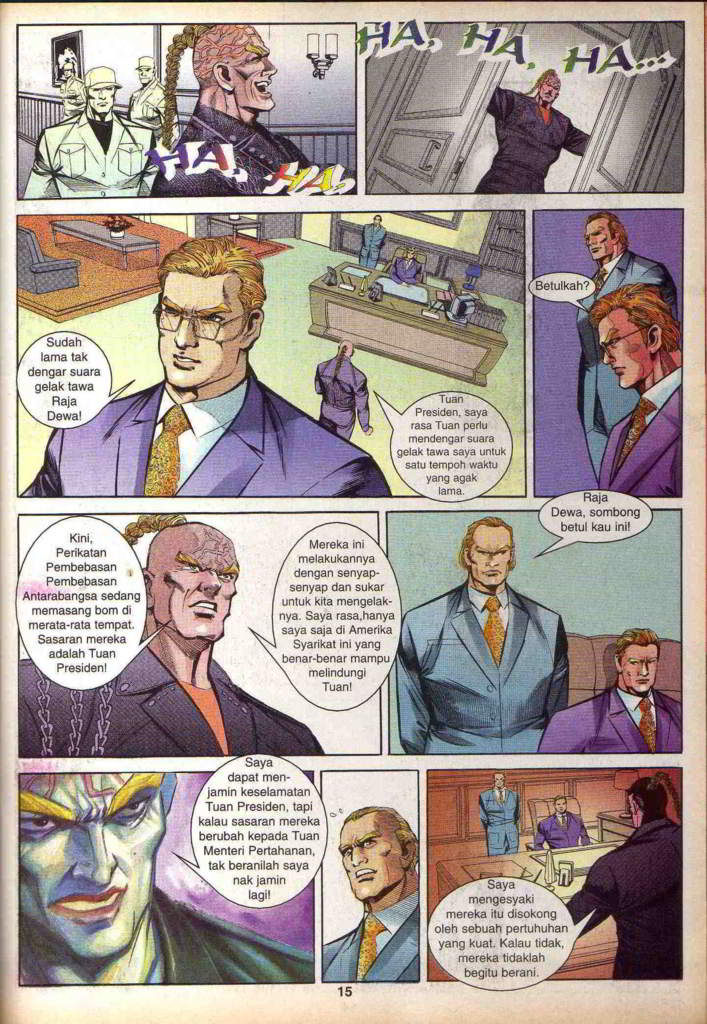 HA,
HA!
HA, HA, HA...
Sudah
lama tak
dengar suara
gelak tawa
Raja
Dewa!
Tuan
Presiden, saya
rasa Tuan perlu
mendengar suara
gelak tawa saya untuk
satu tempoh waktu
yang agak
lama.
Betulkah?
Kini,
Perikatan
Pembebasan
Pembebasan
Antarabangsa sedang
memasang bom di
merata-rata tempat.
Sasaran mereka
adalah Tuan
Presiden!
Mereka ini
melakukannya
dengan senyap-
senyap dan sukar
untuk kita mengelak-
nya. Saya rasa,hanya
saya saja di Amerika
Syarikat ini yang
benar-benar mampu
melindungi
Tuan!
Raja
Dewa, sombong
betul kau ini!
Saya
dapat men-
jamin keselamatan
Tuan Presiden, tapi
kalau sasaran mereka
berubah kepada Tuan
Menteri Pertahanan,
tak beranilah saya
nak jamin
lagi!
Saya
mengesyaki
mereka itu disokong
oleh sebuah pertuhuhan
yang kuat. Kalau tidak,
mereka tidaklah
begitu berani.
15